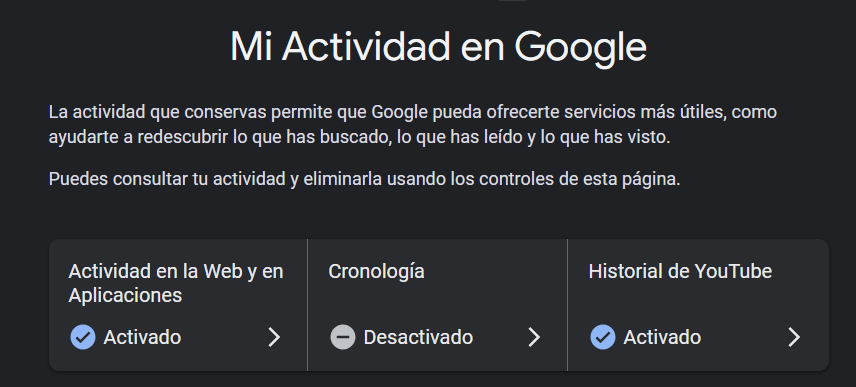 Mi Actividad en Google
La actividad que conservas permite que Google pueda ofrecerte servicios más útiles, como
ayudarte a redescubrir lo que has buscado, lo que has leído y lo que has visto.
Puedes consultar tu actividad y eliminarla usando los controles de esta página.
Actividad en la Web y en
Aplicaciones
Activado
Cronología
Desactivado
Historial de YouTube
Activado